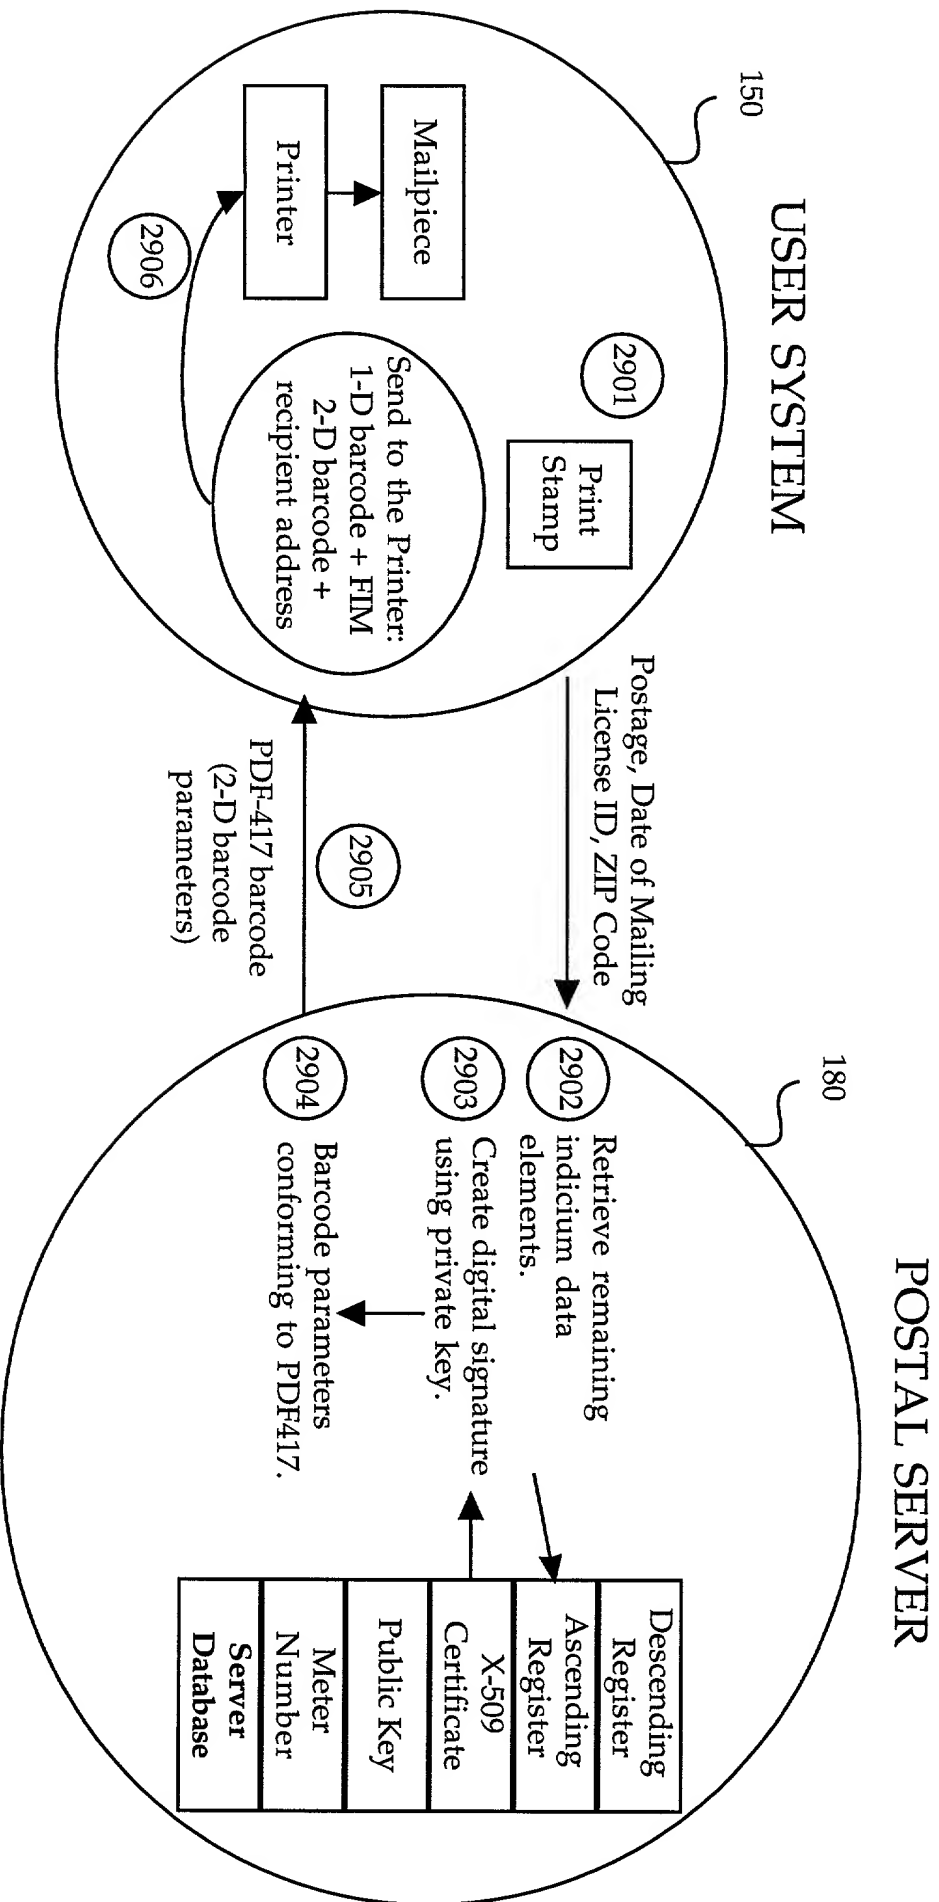 USER SYSTEM
150
2901
Print
Stamp
Mailpiece
Printer
2906
Send to the Printer:
1-D barcode + FIM
2-D barcode +
recipient address
Postage, Date of Mailing
License ID, ZIP Code
2905
PDF-417 barcode
(2-D barcode
parameters)
POSTAL SERVER
180
2902
Retrieve remaining
indicium data
elements.
2903
Create digital signature
using private key.
2904
Barcode parameters
conforming to PDF417.
Descending
Register
Ascending
Register
X-509
Certificate
Public Key
Meter
Number
Server
Database